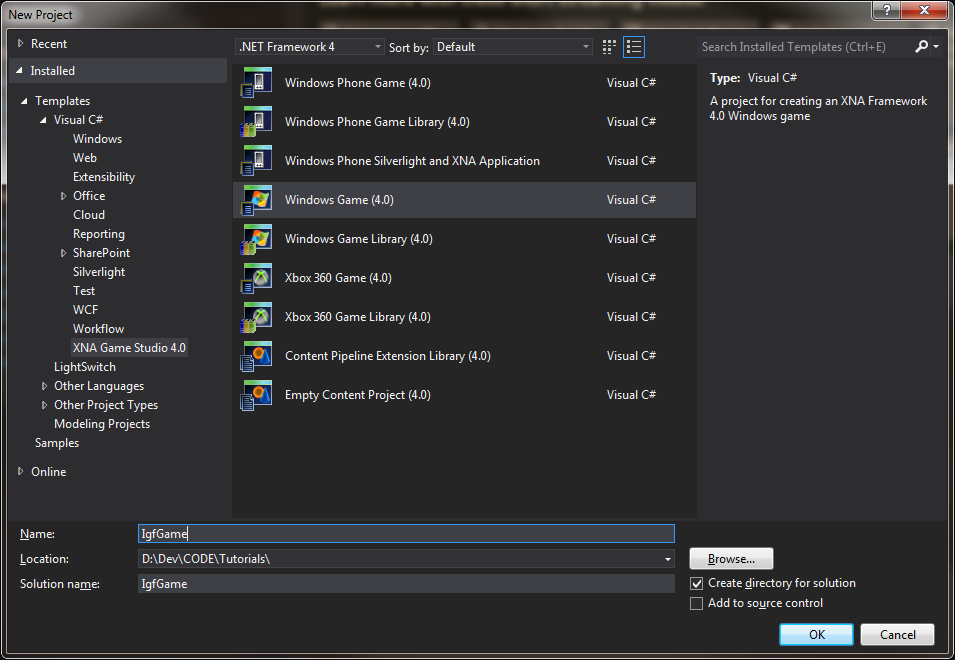 New Project
?
Recent
Installed
Templates
Visual C#
Windows
Web
Extensibility
Office
Cloud
Reporting
SharePoint
Silverlight
Test
WCF
Workflow
XNA Game Studio 4.0
LightSwitch
Other Languages
Other Project Types
Modeling Projects
Samples
Online
.NET Framework 4
Sort by: Default
Windows Phone Game (4.0) Visual C#
Windows Phone Game Library (4.0) Visual C#
Windows Phone Silverlight and XNA Application Visual C#
Windows Game (4.0) Visual C#
Windows Game Library (4.0) Visual C#
Xbox 360 Game (4.0) Visual C#
Xbox 360 Game Library (4.0) Visual C#
Content Pipeline Extension Library (4.0) Visual C#
Empty Content Project (4.0) Visual C#
Search Installed Templates (Ctrl+E)
Type: Visual C#
A project for creating an XNA Framework
4.0 Windows game
Name: IgfGame
Location: D:\Dev\CODE\Tutorials\
Solution name: IgfGame
Browse...
Create directory for solution
Add to source control
OK Cancel